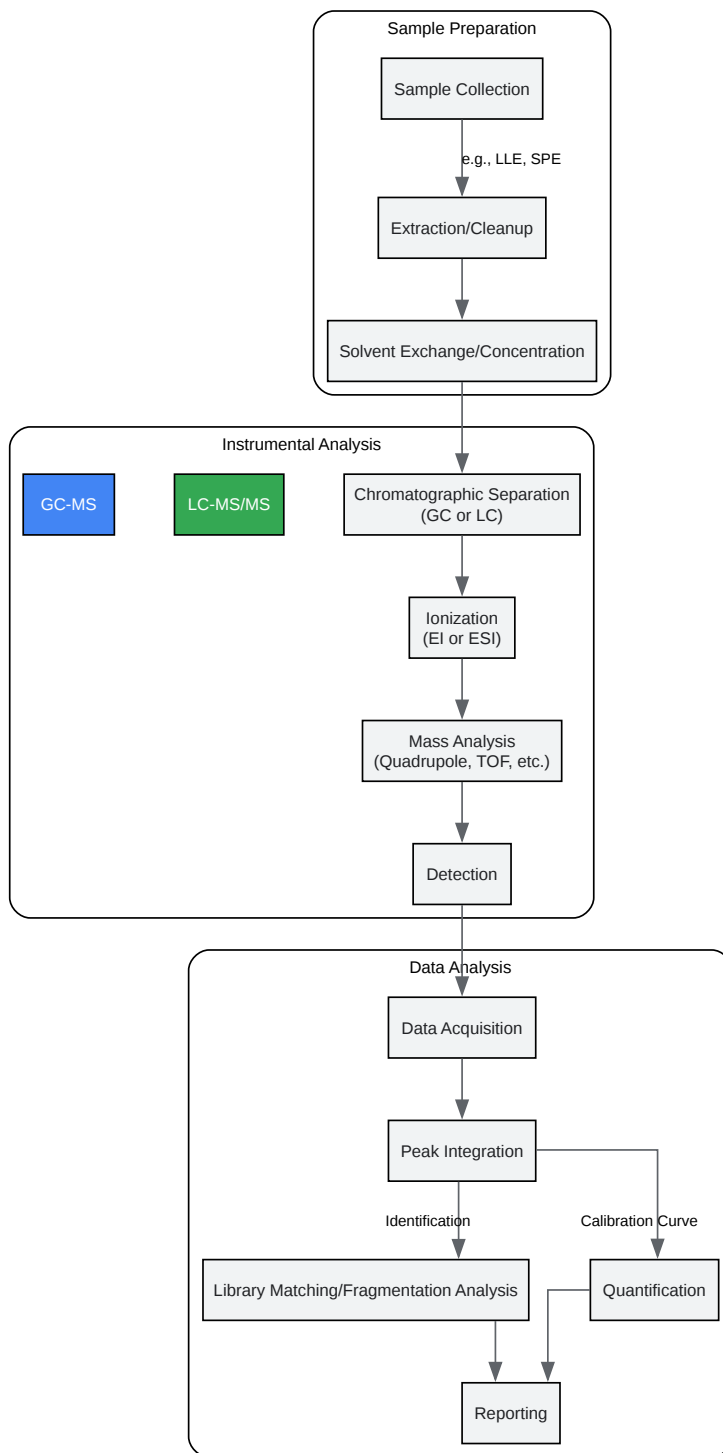 Sample Preparation
Sample Collection
e.g., LLE, SPE
Extraction/Cleanup
Solvent Exchange/Concentration
Instrumental Analysis
GC-MS
LC-MS/MS
Chromatographic Separation
(GC or LC)
Ionization
(EI or ESI)
Mass Analysis
(Quadrupole, TOF, etc.)
Detection
Data Analysis
Data Acquisition
Peak Integration
Identification
Calibration Curve
Library Matching/Fragmentation Analysis
Quantification
Reporting